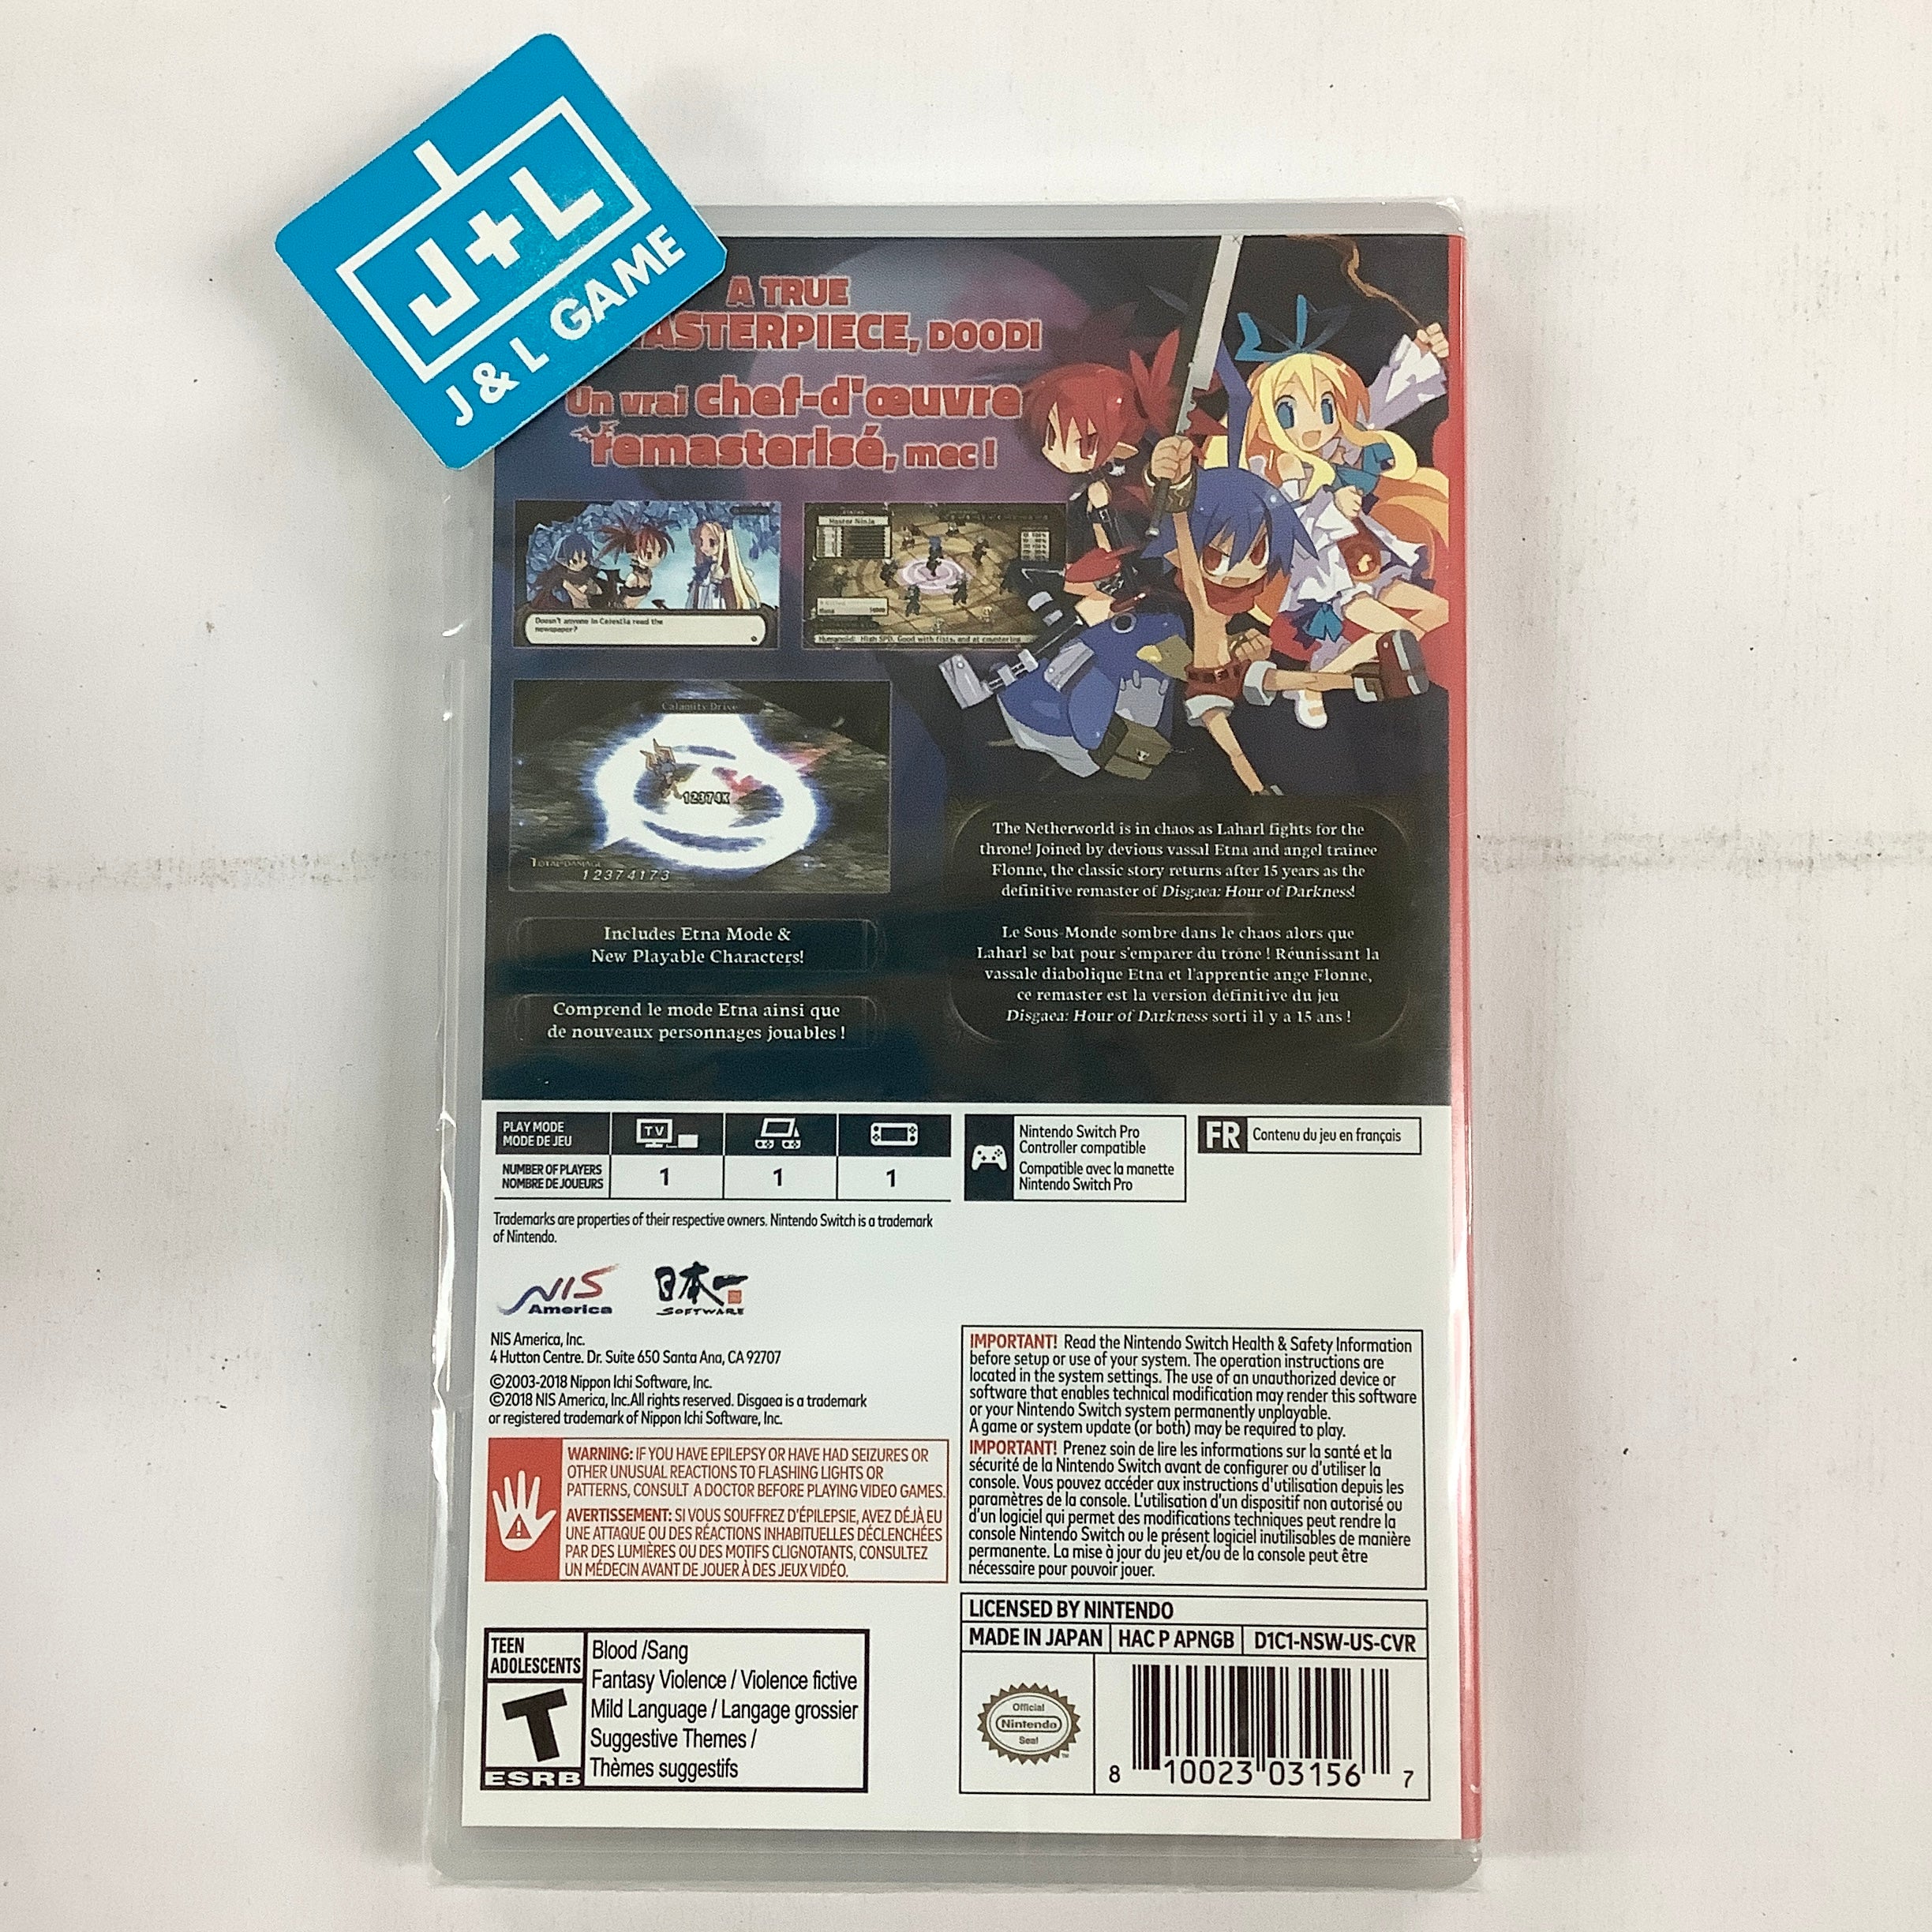 J+L
J & L GAME
A TRUE
ASTERPIECE, DOOD!
Un vrai chef-d'œuvre
remasterisé, mec !
Doesn't anyone in Celestia read the
newspaper?
Master Ninja
Humanoid: High SPD. Good with fists, and at countering
Calamity Drive
12374K
TOTAL DAMAGE
12374173
Includes Etna Mode &
New Playable Characters!
Comprend le mode Etna ainsi que
de nouveaux personnages jouables !
The Netherworld is in chaos as Laharl fights for the
throne! Joined by devious vassal Etna and angel trainee
Flonne, the classic story returns after 15 years as the
definitive remaster of Disgaea: Hour of Darkness!
Le Sous-Monde sombre dans le chaos alors que
Laharl se bat pour s'emparer du trône ! Réunissant la
vassale diabolique Etna et l'apprentie ange Flonne,
ce remaster est la version définitive du jeu
Disgaea: Hour of Darkness sorti il y a 15 ans !
PLAY MODE
MODE DE JEU
TV
NUMBER OF PLAYERS
NOMBRE DE JOUEURS
1 1 1
Nintendo Switch Pro
Controller compatible
Compatible avec la manette
Nintendo Switch Pro
FR Contenu du jeu en français
Trademarks are properties of their respective owners. Nintendo Switch is a trademark
of Nintendo.
NIS
America
日本一
SOFTWARE
NIS America, Inc.
4 Hutton Centre. Dr. Suite 650 Santa Ana, CA 92707
©2003-2018 Nippon Ichi Software, Inc.
©2018 NIS America, Inc.All rights reserved. Disgaea is a trademark
or registered trademark of Nippon Ichi Software, Inc.
WARNING: IF YOU HAVE EPILEPSY OR HAVE HAD SEIZURES OR
OTHER UNUSUAL REACTIONS TO FLASHING LIGHTS OR
PATTERNS, CONSULT A DOCTOR BEFORE PLAYING VIDEO GAMES.
AVERTISSEMENT: SI VOUS SOUFFREZ D'ÉPILEPSIE, AVEZ DÉJÀ EU
UNE ATTAQUE OU DES RÉACTIONS INHABITUELLES DÉCLENCHÉES
PAR DES LUMIÈRES OU DES MOTIFS CLIGNOTANTS, CONSULTEZ
UN MÉDECIN AVANT DE JOUER À DES JEUX VIDÉO.
IMPORTANT! Read the Nintendo Switch Health & Safety Information
before setup or use of your system. The operation instructions are
located in the system settings. The use of an unauthorized device or
software that enables technical modification may render this software
or your Nintendo Switch system permanently unplayable.
A game or system update (or both) may be required to play.
IMPORTANT! Prenez soin de lire les informations sur la santé et la
sécurité de la Nintendo Switch avant de configurer ou d'utiliser la
console. Vous pouvez accéder aux instructions d'utilisation depuis les
paramètres de la console. L'utilisation d'un dispositif non autorisé ou
d'un logiciel qui permet des modifications techniques peut rendre la
console Nintendo Switch ou le présent logiciel inutilisables de manière
permanente. La mise à jour du jeu et/ou de la console peut être
nécessaire pour pouvoir jouer.
TEEN
ADOLESCENTS
T
ESRB
Blood /Sang
Fantasy Violence / Violence fictive
Mild Language / Langage grossier
Suggestive Themes /
Thèmes suggestifs
LICENSED BY NINTENDO
MADE IN JAPAN HAC P APNGB D1C1-NSW-US-CVR
Official
Nintendo
Seal
TM
8 10023 03156 7